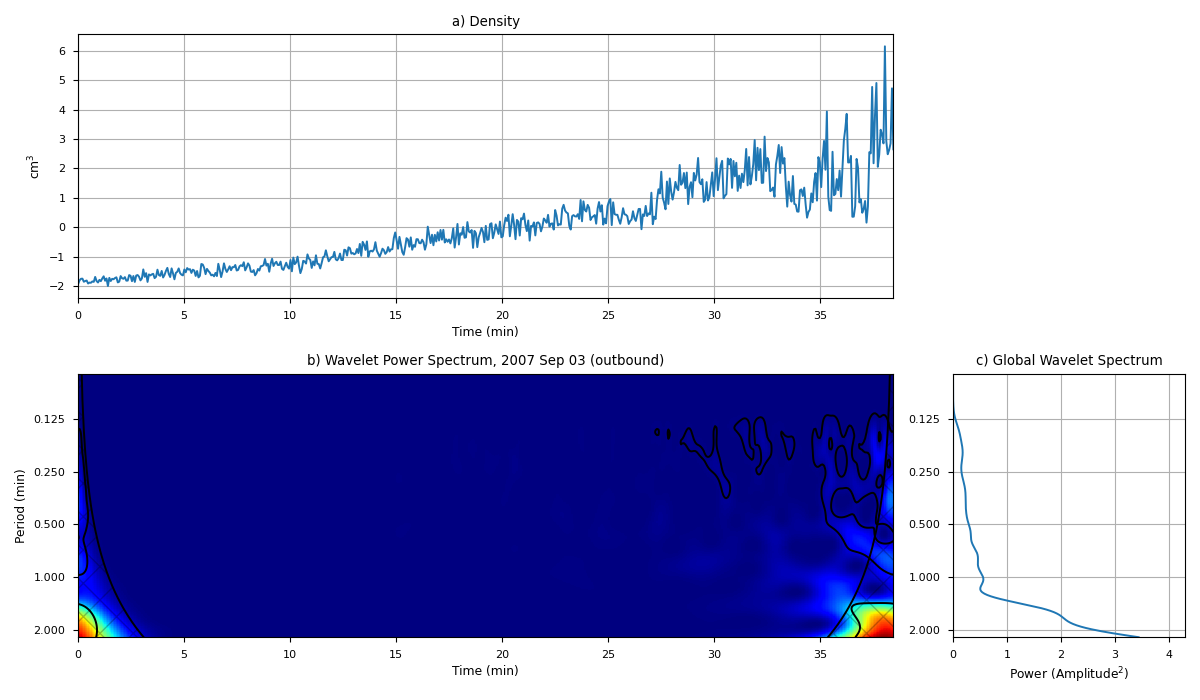 a) Density
cm³
6
5
4
3
2
1
0
−1
−2
0 5 10 15 20 25 30 35
Time (min)
b) Wavelet Power Spectrum, 2007 Sep 03 (outbound)
Period (min)
0.125
0.250
0.500
1.000
2.000
0 5 10 15 20 25 30 35
Time (min)
c) Global Wavelet Spectrum
0.125
0.250
0.500
1.000
2.000
0 1 2 3 4
Power (Amplitude²)